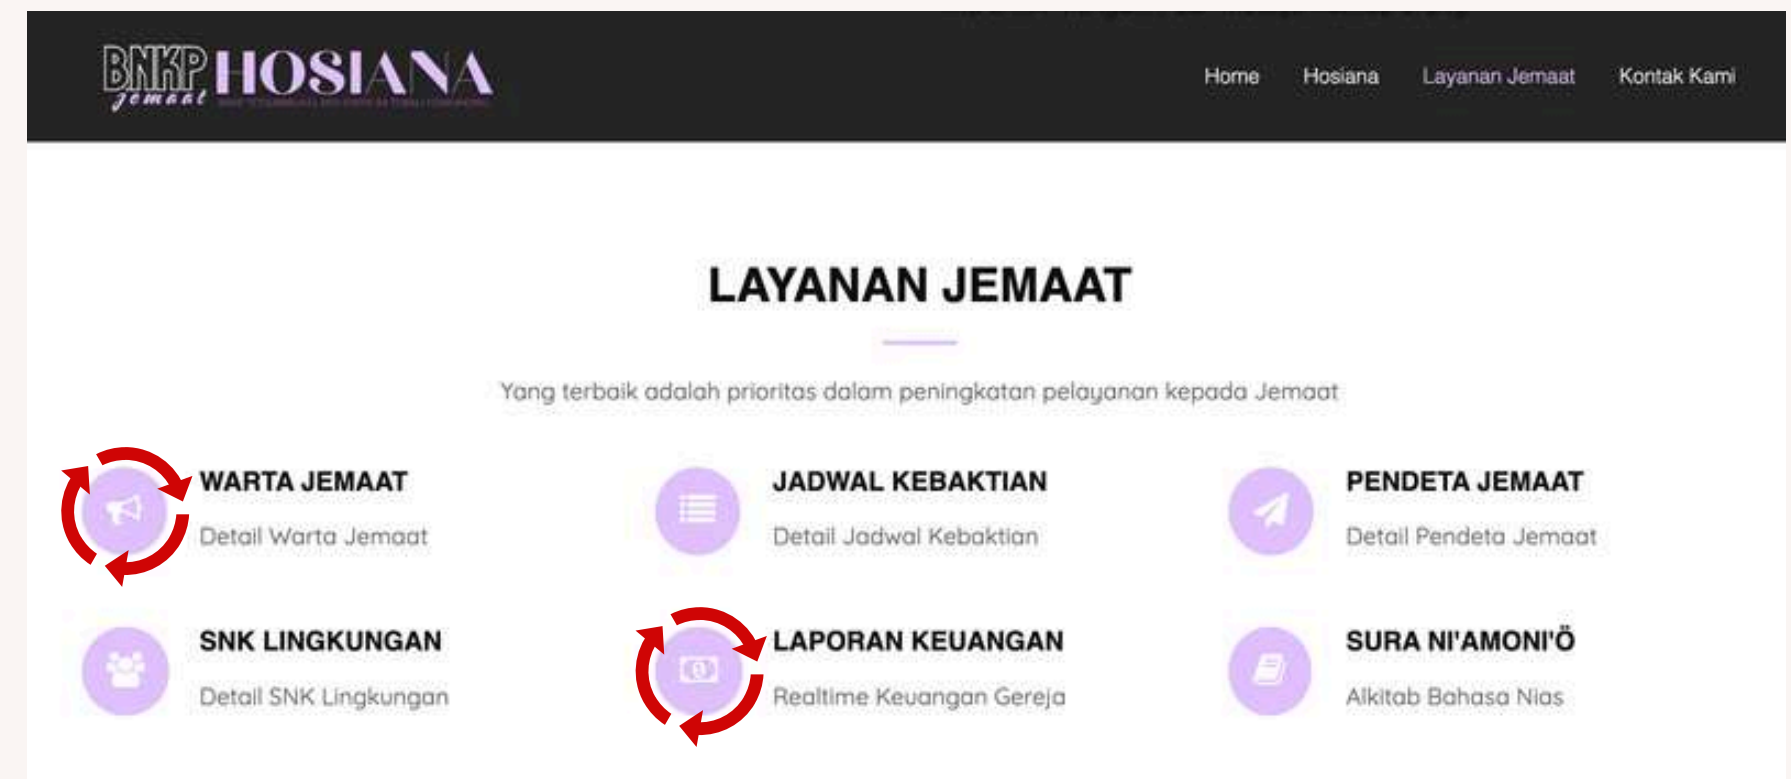 BNKP HOSIANA
jemaat
Home Hosiana Layanan Jemaat Kontak Kami
LAYANAN JEMAAT
Yang terbaik adalah prioritas dalam peningkatan pelayanan kepada Jemaat
WARTA JEMAAT
Detail Warta Jemaat
JADWAL KEBAKTIAN
Detail Jadwal Kebaktian
PENDETA JEMAAT
Detail Pendeta Jemaat
SNK LINGKUNGAN
Detail SNK Lingkungan
LAPORAN KEUANGAN
Realtime Keuangan Gereja
SURA NI'AMONI'Ö
Alkitab Bahasa Nias